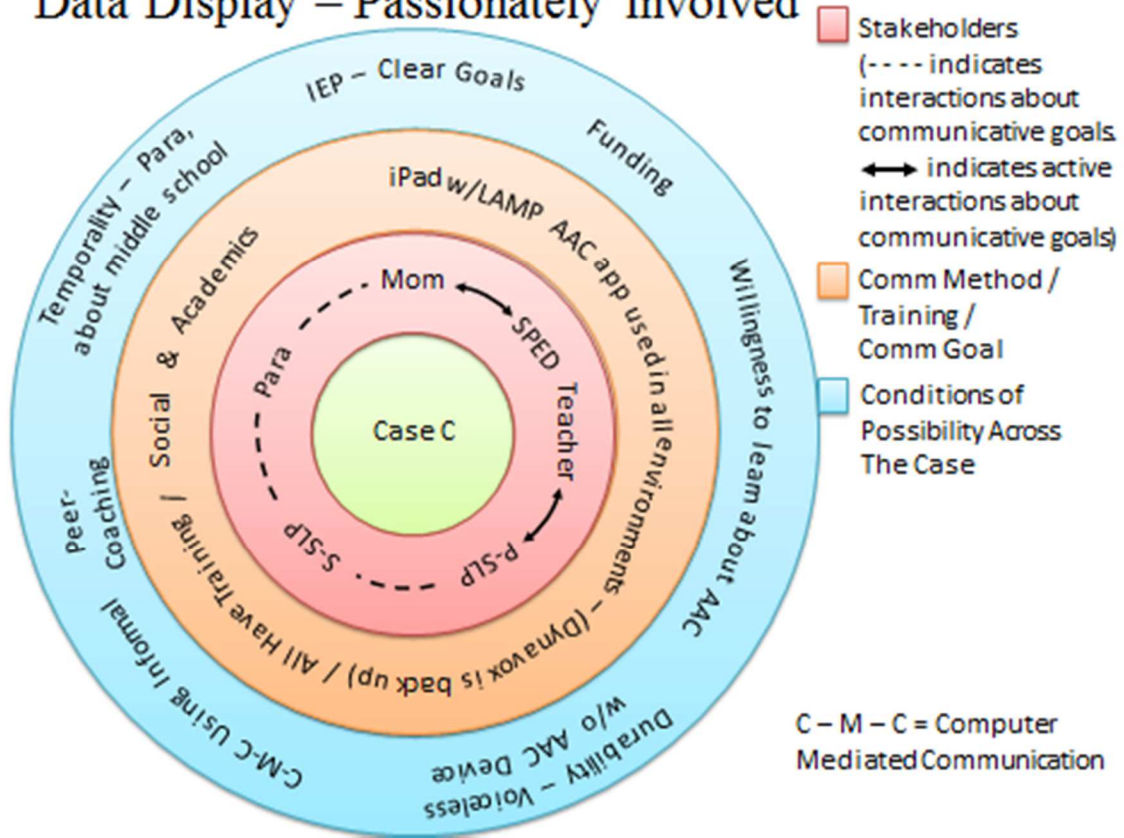 Data Display – Passionately Involved
IEP – Clear Goals
Funding
Willingness to learn about AAC
Durability – Voiceless
w/o AAC Device
C-M-C Using Informal
Peer-
Coaching
Temporality – Para,
about middle school
iPad w/LAMP AAC app used in all environments – (Dynavox is back up) / All Have Training / Social & Academics
Mom
SPED Teacher
P-SLP
S-SLP
Para
Case C
Stakeholders
(---- indicates
interactions about
communicative goals.
↔ indicates active
interactions about
communicative goals)
Comm Method /
Training /
Comm Goal
Conditions of
Possibility Across
The Case
C – M – C = Computer
Mediated Communication